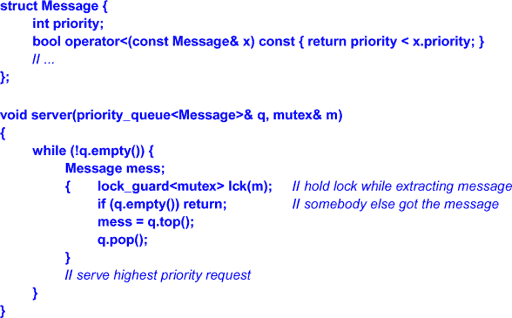 struct Message {
int priority;
bool operator<(const Message& x) const { return priority < x.priority; }
// ...
};
void server(priority_queue<Message>& q, mutex& m)
{
while (!q.empty()) {
Message mess;
{ lock_guard<mutex> lck(m); // hold lock while extracting message
if (q.empty()) return; // somebody else got the message
mess = q.top();
q.pop();
}
// serve highest priority request
}
}